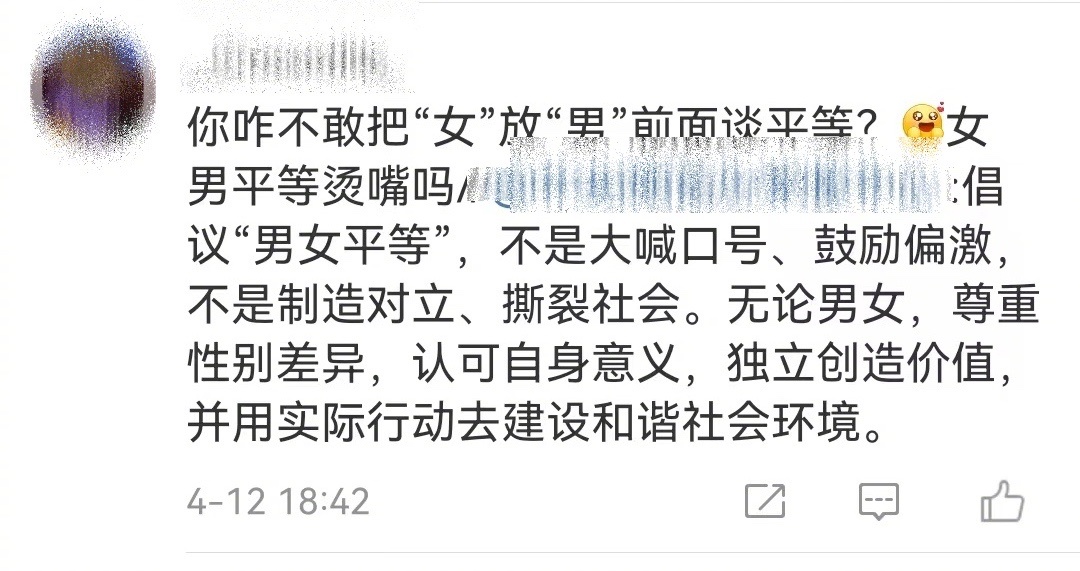 你咋不敢把“女”放“男”前面谈平等？🥰女
男平等烫嘴吗//:倡
议“男女平等”，不是大喊口号、鼓励偏激，
不是制造对立、撕裂社会。无论男女，尊重
性别差异，认可自身意义，独立创造价值，
并用实际行动去建设和谐社会环境。
4-12 18:42